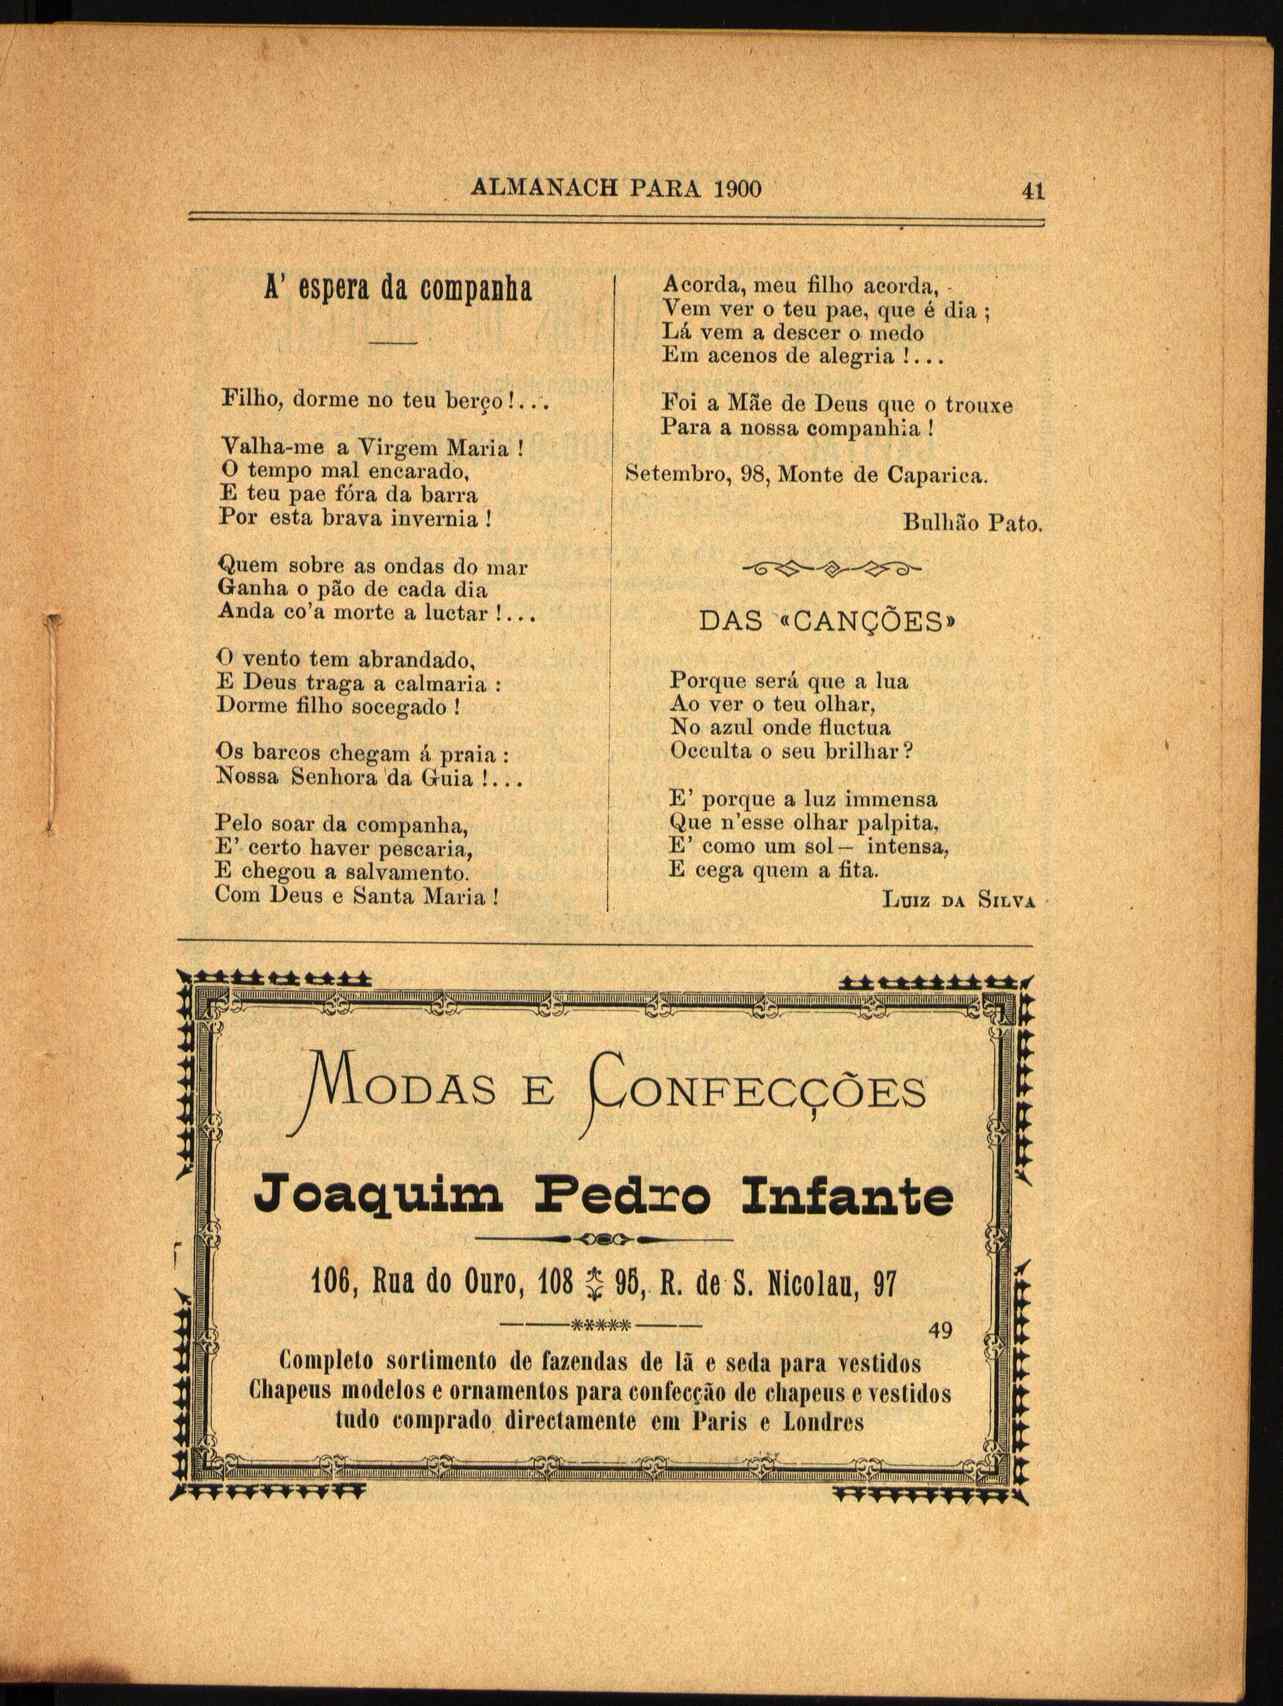 ALMANACH PARA 1900 41
A' espera da companha
Filho, dorme no teu berço!...
Valha-me a Virgem Maria!
O tempo mal encarado,
E teu pae fóra da barra
Por esta brava invernia!
Quem sobre as ondas do mar
Ganha o pão de cada dia
Anda co'a morte a luctar!...
O vento tem abrandado,
E Deus traga a calmaria:
Dorme filho socegado!
Os barcos chegam á praia:
Nossa Senhora da Guia!...
Pelo soar da companha,
E' certo haver pescaria,
E chegou a salvamento.
Com Deus e Santa Maria!
Acorda, meu filho acorda,
Vem ver o teu pae, que é dia;
Lá vem a descer o medo
Em acenos de alegria!...
Foi a Mãe de Deus que o trouxe
Para a nossa companhia!
Setembro, 98, Monte de Caparica.
Bulhão Pato.
DAS «CANÇÕES»
Porque será que a lua
Ao ver o teu olhar,
No azul onde fluctua
Occulta o seu brilhar?
E' porque a luz immensa
Que n'esse olhar palpita,
E' como um sol — intensa,
E cega quem a fita.
LUIZ DA SILVA
MODAS E CONFECÇÕES
Joaquim Pedro Infante
106, Rua do Ouro, 108 95, R. de S. Nicolau, 97
49
Completo sortimento de fazendas de lã e seda para vestidos
Chapeus modelos e ornamentos para confecção de chapeus e vestidos
tudo comprado directamente em Paris e Londres